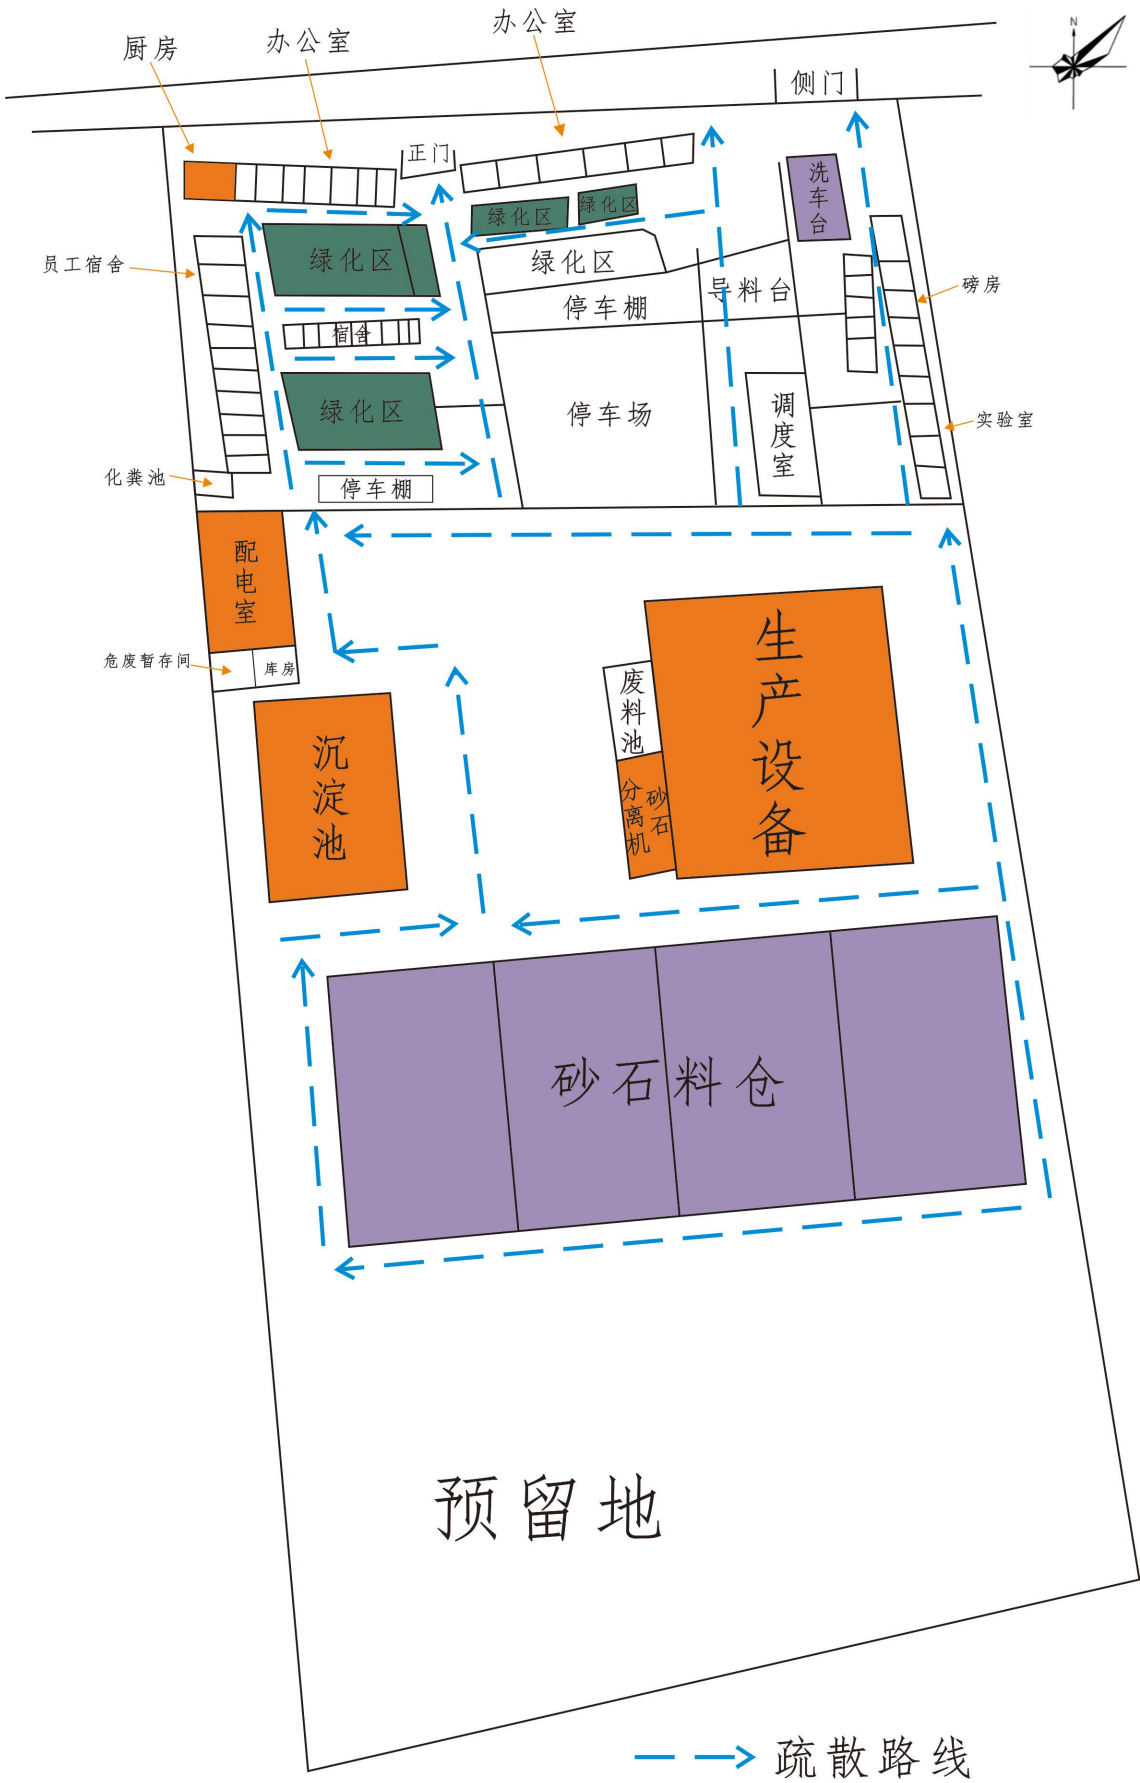 办公室
办公室
厨房
N
侧门
正门
洗车台
绿化区
绿化区
绿化区
绿化区
员工宿舍
导料台
磅房
停车棚
宿舍
绿化区
停车场
调度室
实验室
化粪池
停车棚
配电室
危废暂存间
库房
生产设备
废料池
沉淀池
砂石
分离机
砂石料仓
预留地
疏散路线